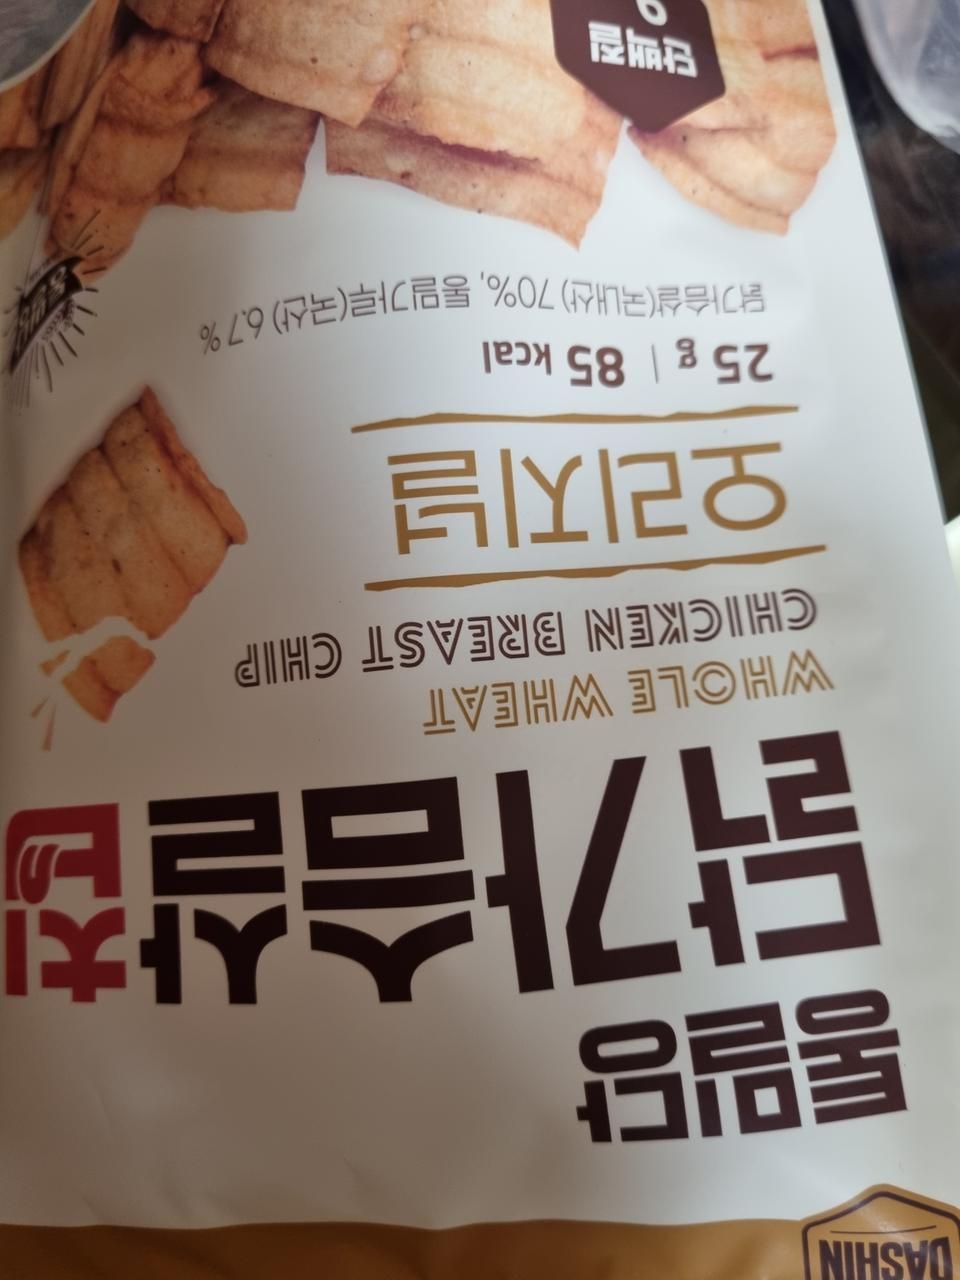 DASHIN
통밀당
닭가슴살칩
WHOLE WHEAT
CHICKEN BREAST CHIP
오리지널
25 g | 85 kcal
닭가슴살(국내산) 70%, 통밀가루(국산) 6.7%
단백질